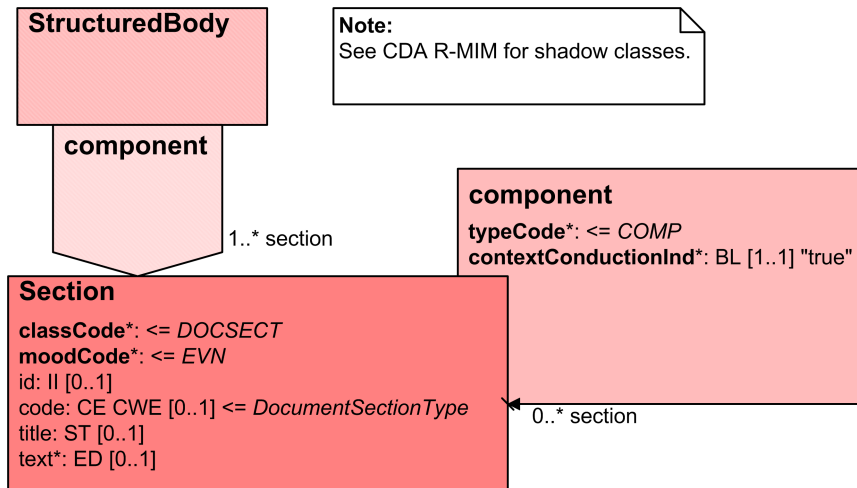 StructuredBody
Note:
See CDA R-MIM for shadow classes.
component
1..* section
component
typeCode*: <= COMP
contextConductionInd*: BL [1..1] "true"
0..* section
Section
classCode*: <= DOCSECT
moodCode*: <= EVN
id: II [0..1]
code: CE CWE [0..1] <= DocumentSectionType
title: ST [0..1]
text*: ED [0..1]